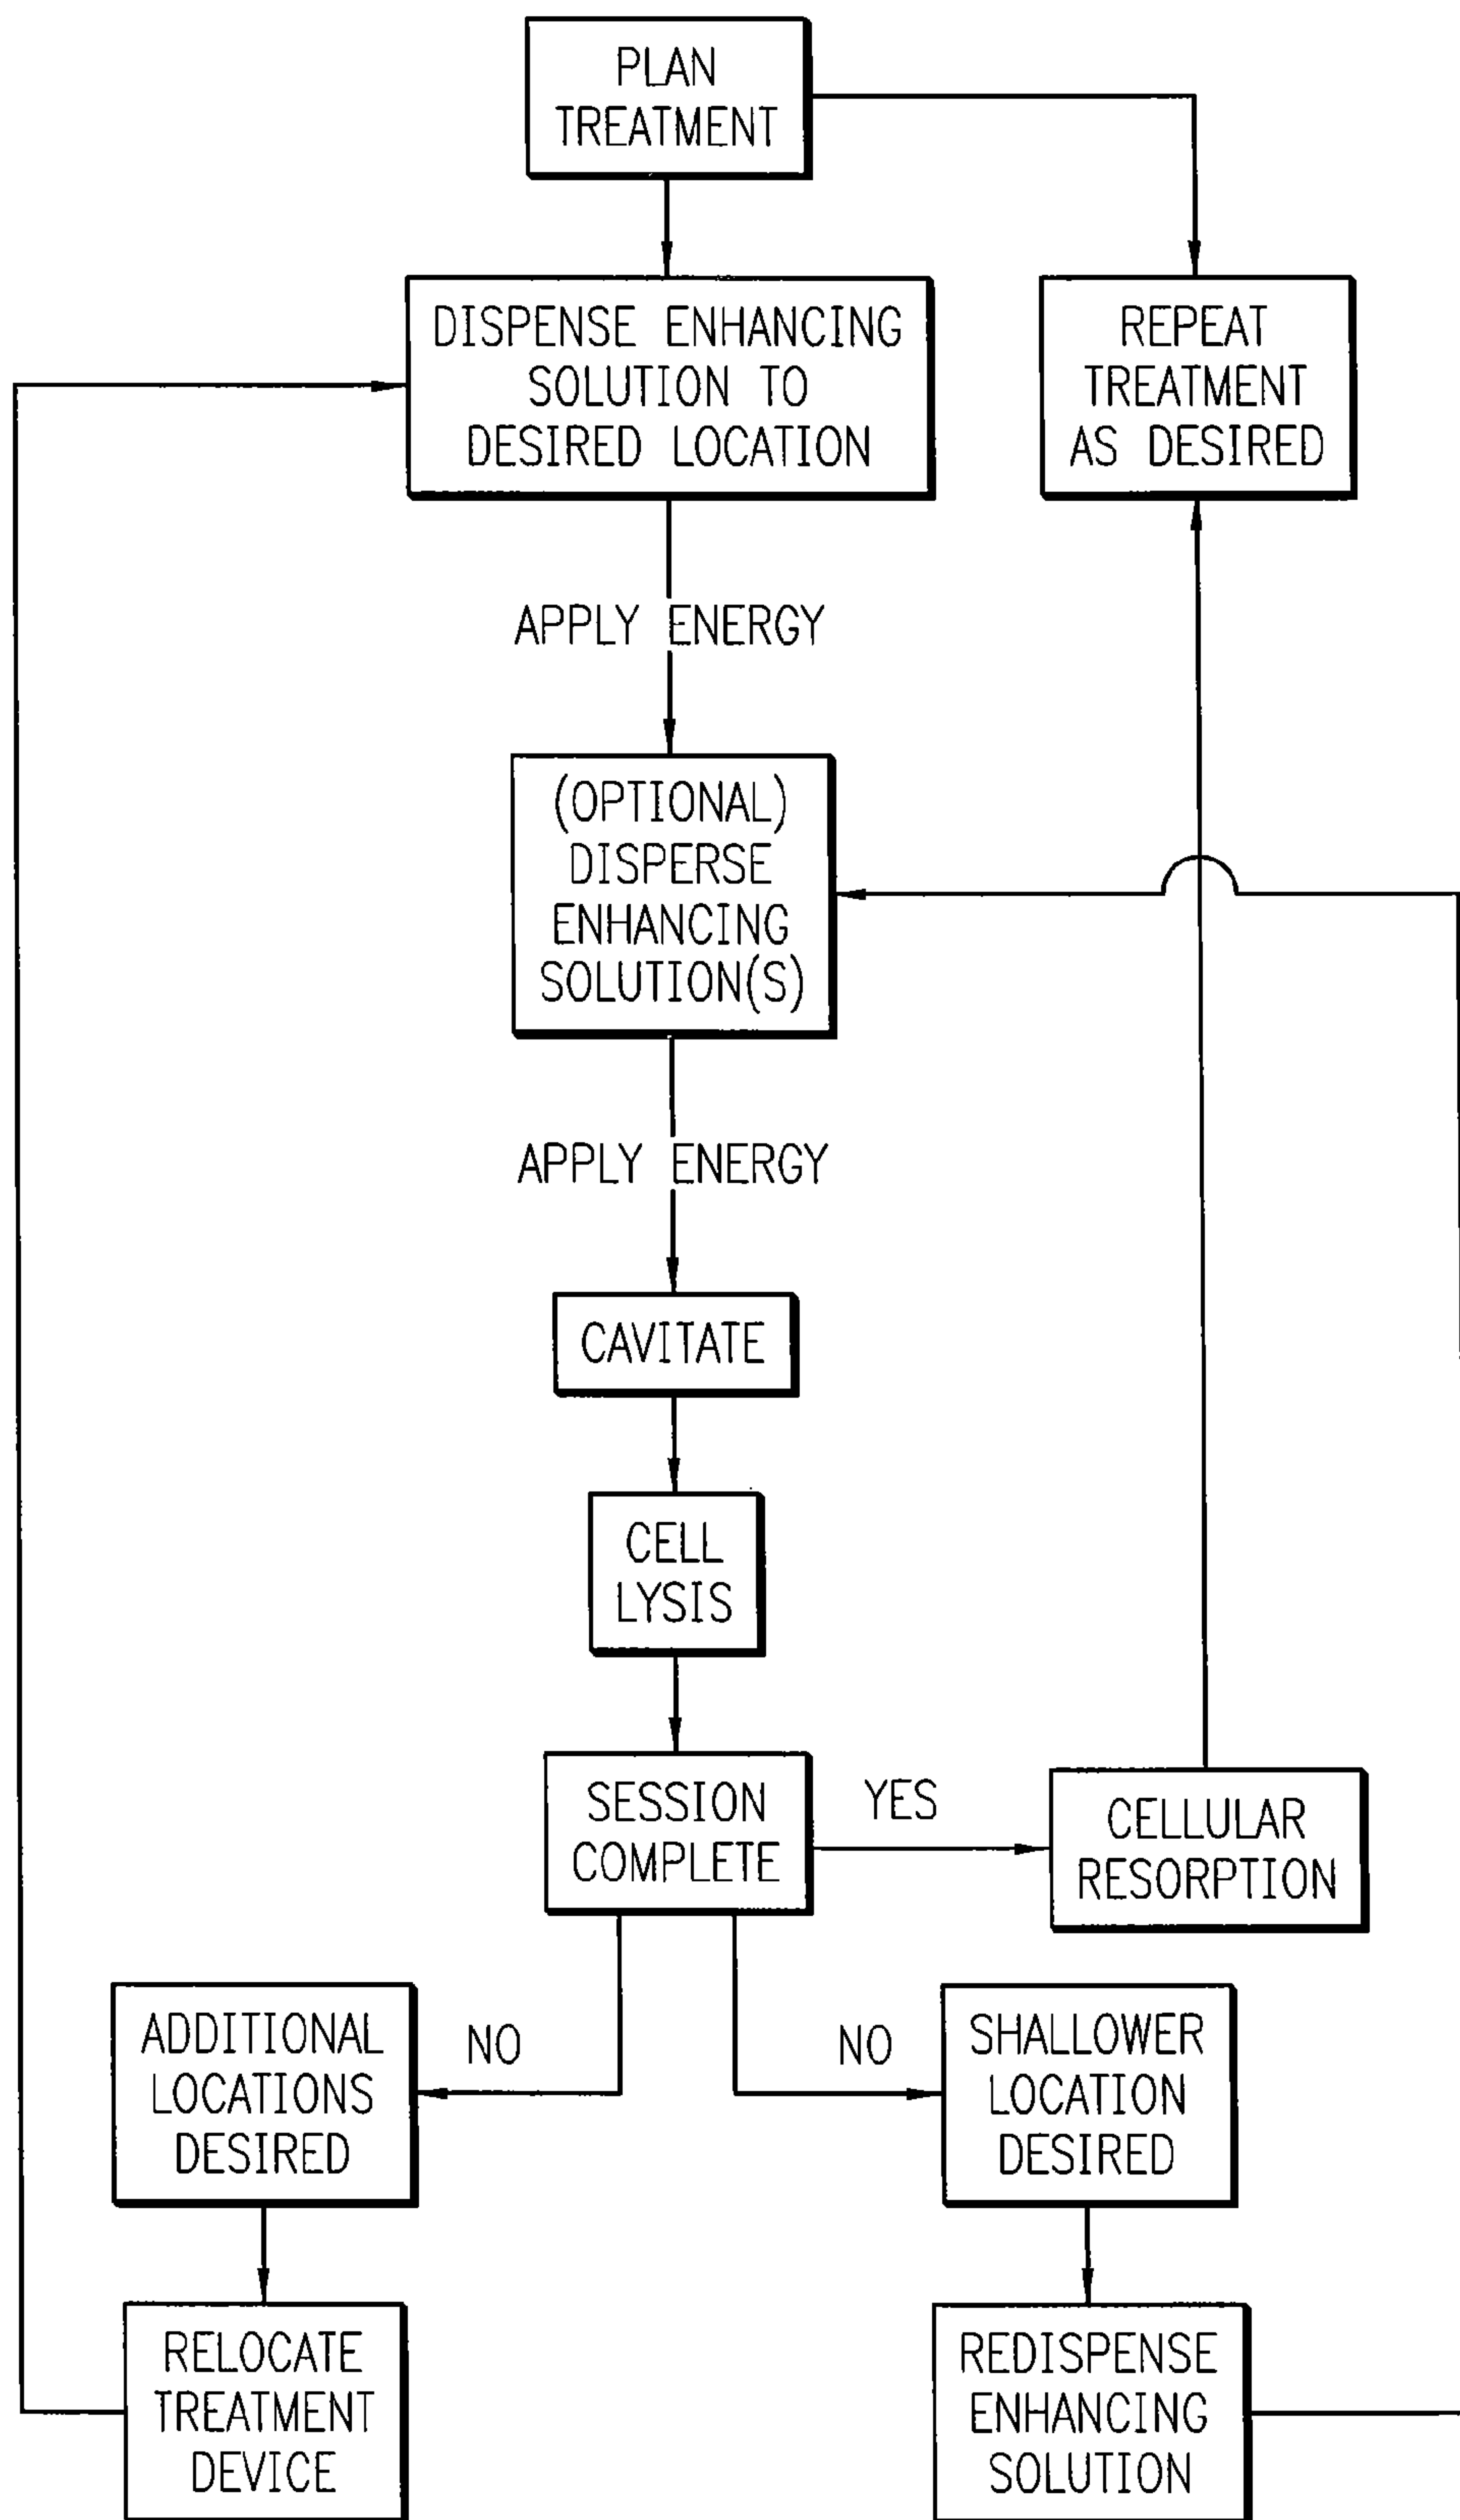 PLAN
TREATMENT
DISPENSE ENHANCING
SOLUTION TO
DESIRED LOCATION
REPEAT
TREATMENT
AS DESIRED
APPLY ENERGY
(OPTIONAL)
DISPERSE
ENHANCING
SOLUTION(S)
APPLY ENERGY
CAVITATE
CELL
LYSIS
SESSION
COMPLETE
YES
CELLULAR
RESORPTION
ADDITIONAL
LOCATIONS
DESIRED
NO
NO
SHALLOWER
LOCATION
DESIRED
RELOCATE
TREATMENT
DEVICE
REDISPENSE
ENHANCING
SOLUTION